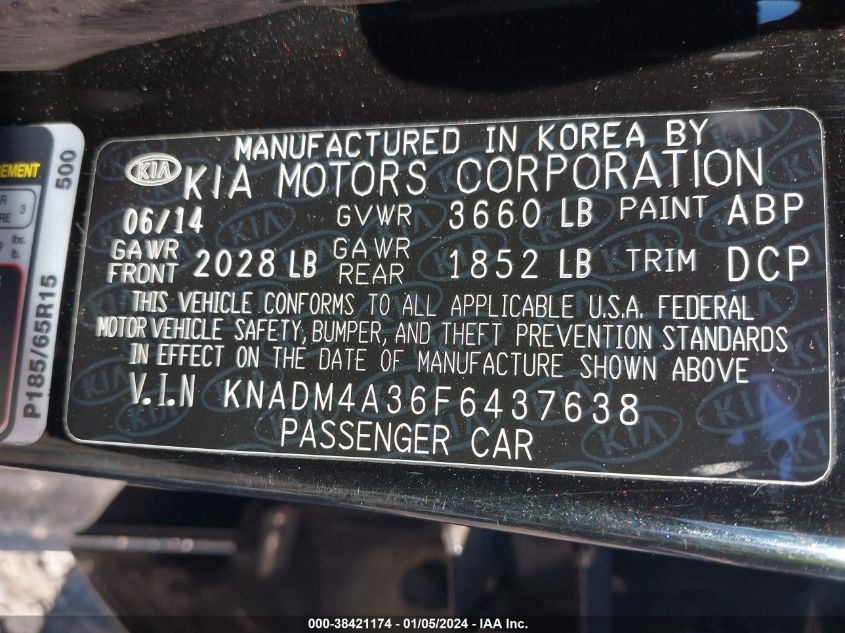 MANUFACTURED IN KOREA BY
KIA KIA MOTORS CORPORATION
06/14 GVWR 3660 LB PAINT ABP
GAWR FRONT 2028 LB GAWR REAR 1852 LB TRIM DCP
THIS VEHICLE CONFORMS TO ALL APPLICABLE U.S.A. FEDERAL
MOTOR VEHICLE SAFETY, BUMPER, AND THEFT PREVENTION STANDARDS
IN EFFECT ON THE DATE OF MANUFACTURE SHOWN ABOVE
V.I.N KNADM4A36F6437638
PASSENGER CAR
P185/65R15 500
000-38421174 - 01/05/2024 - IAA, Inc.